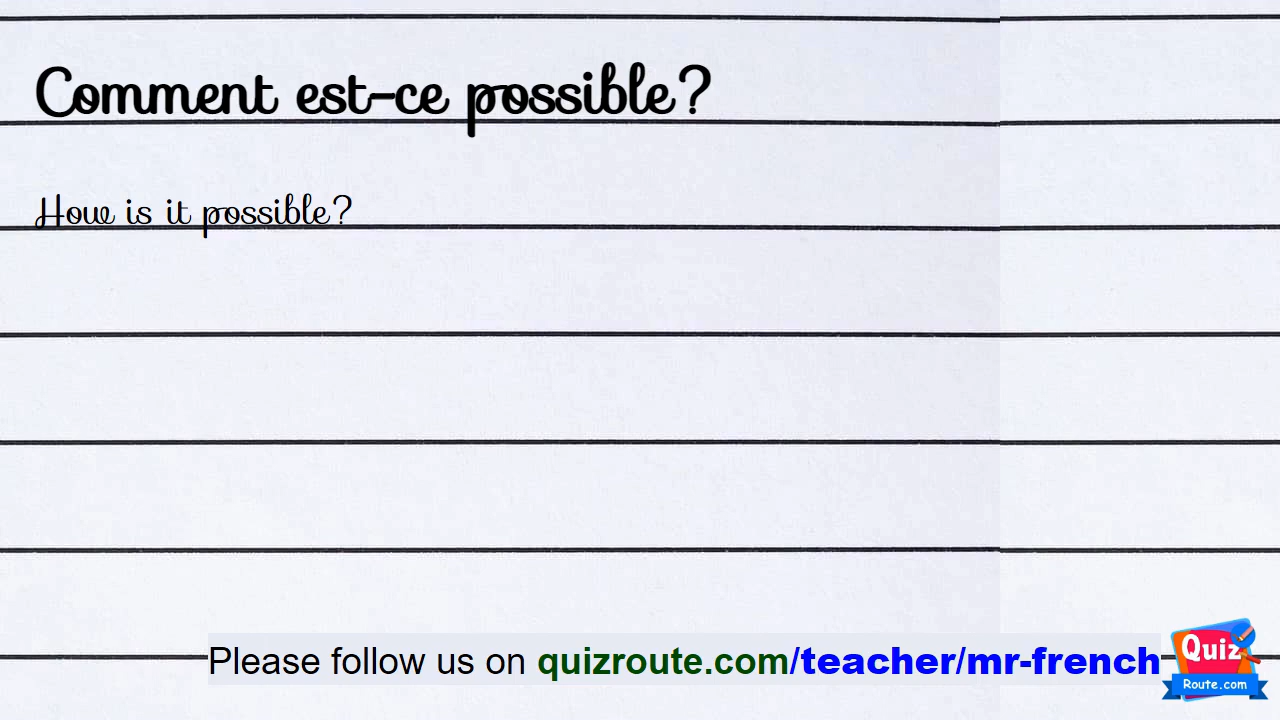 Comment est-ce possible?
How is it possible?
Please follow us on quizroute.com/teacher/mr-french
Quiz
Route.com